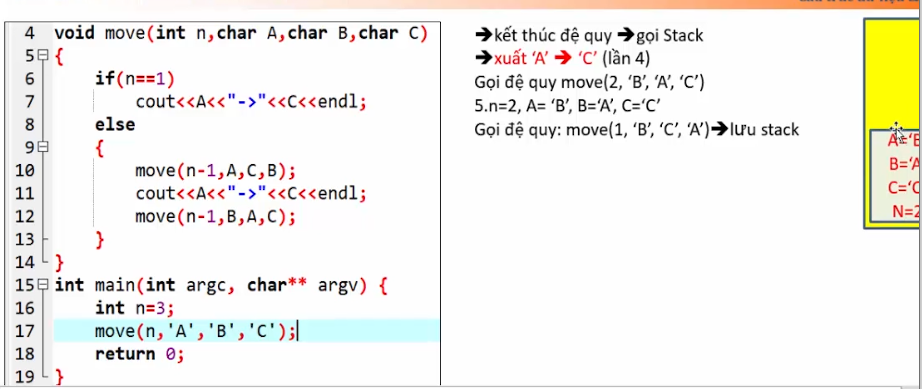 4 void move(int n,char A,char B,char C)
5 {
6 if(n==1)
7 cout<<A<<"->"<<C<<endl;
8 else
9 {
10 move(n-1,A,C,B);
11 cout<<A<<"->"<<C<<endl;
12 move(n-1,B,A,C);
13 }
14 }
15 int main(int argc, char** argv) {
16 int n=3;
17 move(n,'A','B','C');
18 return 0;
19 }
➔kết thúc đệ quy ➔gọi Stack
➔xuất ‘A’ ➔ ‘C’ (lần 4)
Gọi đệ quy move(2, ‘B’, ‘A’, ‘C’)
5.n=2, A= ‘B’, B=‘A’, C=‘C’
Gọi đệ quy: move(1, ‘B’, ‘C’, ‘A’)➔lưu stack
A=‘B
B=‘A
C=‘C
N=2